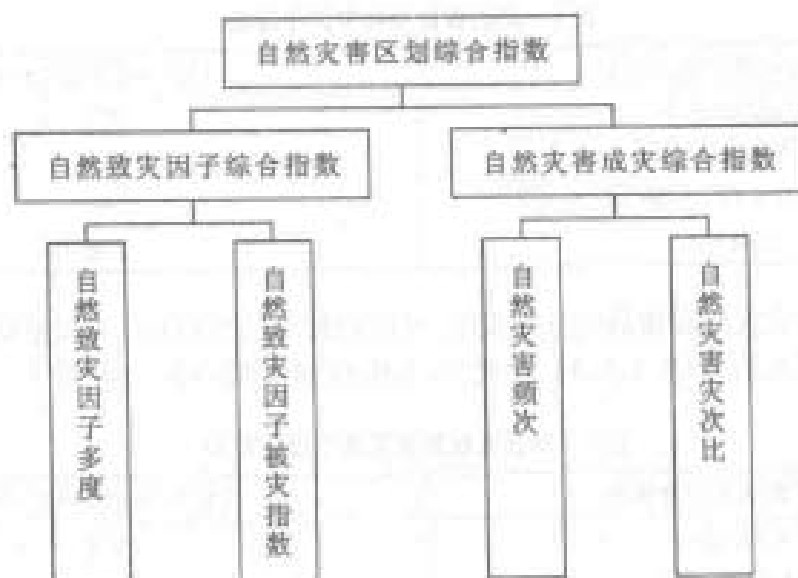 自然灾害区划综合指数
自然致灾因子综合指数
自然灾害成灾综合指数
自然致灾因子多度
自然致灾因子被灾指数
自然灾害频次
自然灾害灾次比